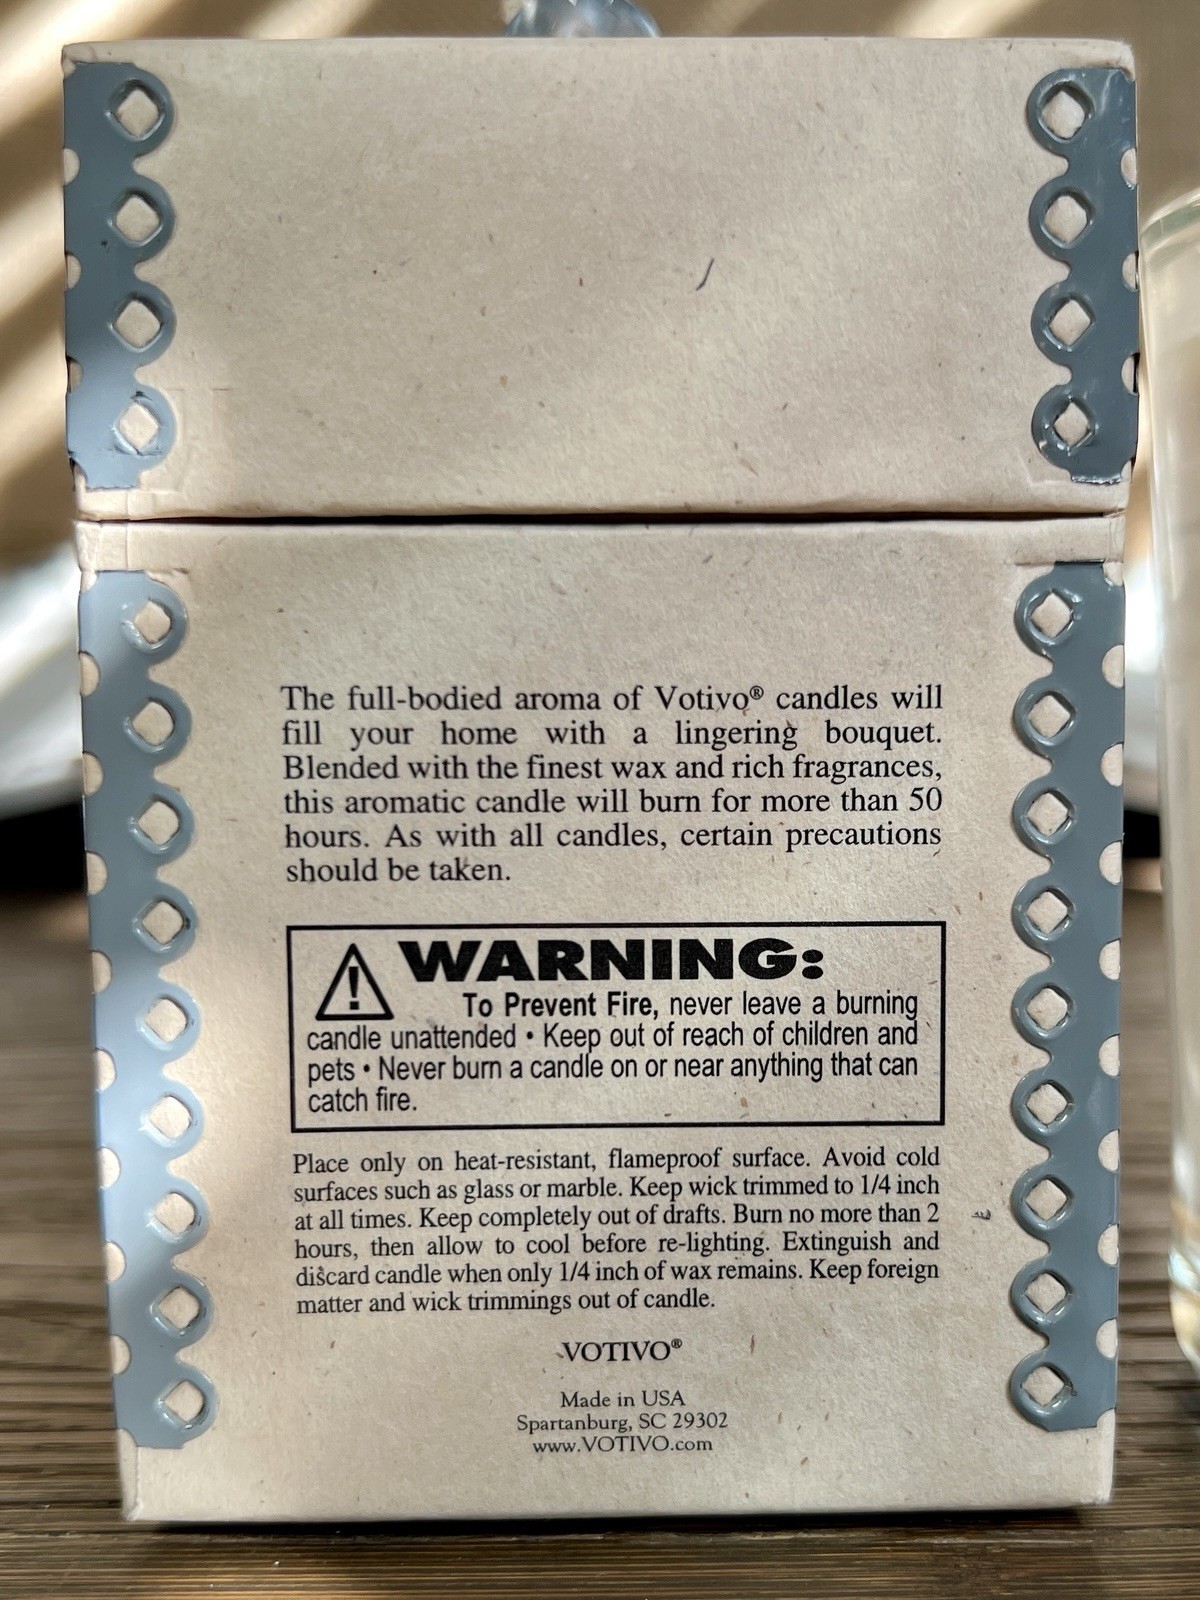 The full-bodied aroma of Votivo® candles will
fill your home with a lingering bouquet.
Blended with the finest wax and rich fragrances,
this aromatic candle will burn for more than 50
hours. As with all candles, certain precautions
should be taken.
WARNING:
To Prevent Fire, never leave a burning
candle unattended • Keep out of reach of children and
pets • Never burn a candle on or near anything that can
catch fire.
Place only on heat-resistant, flameproof surface. Avoid cold
surfaces such as glass or marble. Keep wick trimmed to 1/4 inch
at all times. Keep completely out of drafts. Burn no more than 2
hours, then allow to cool before re-lighting. Extinguish and
discard candle when only 1/4 inch of wax remains. Keep foreign
matter and wick trimmings out of candle.
VOTIVO®
Made in USA
Spartanburg, SC 29302
www.VOTIVO.com